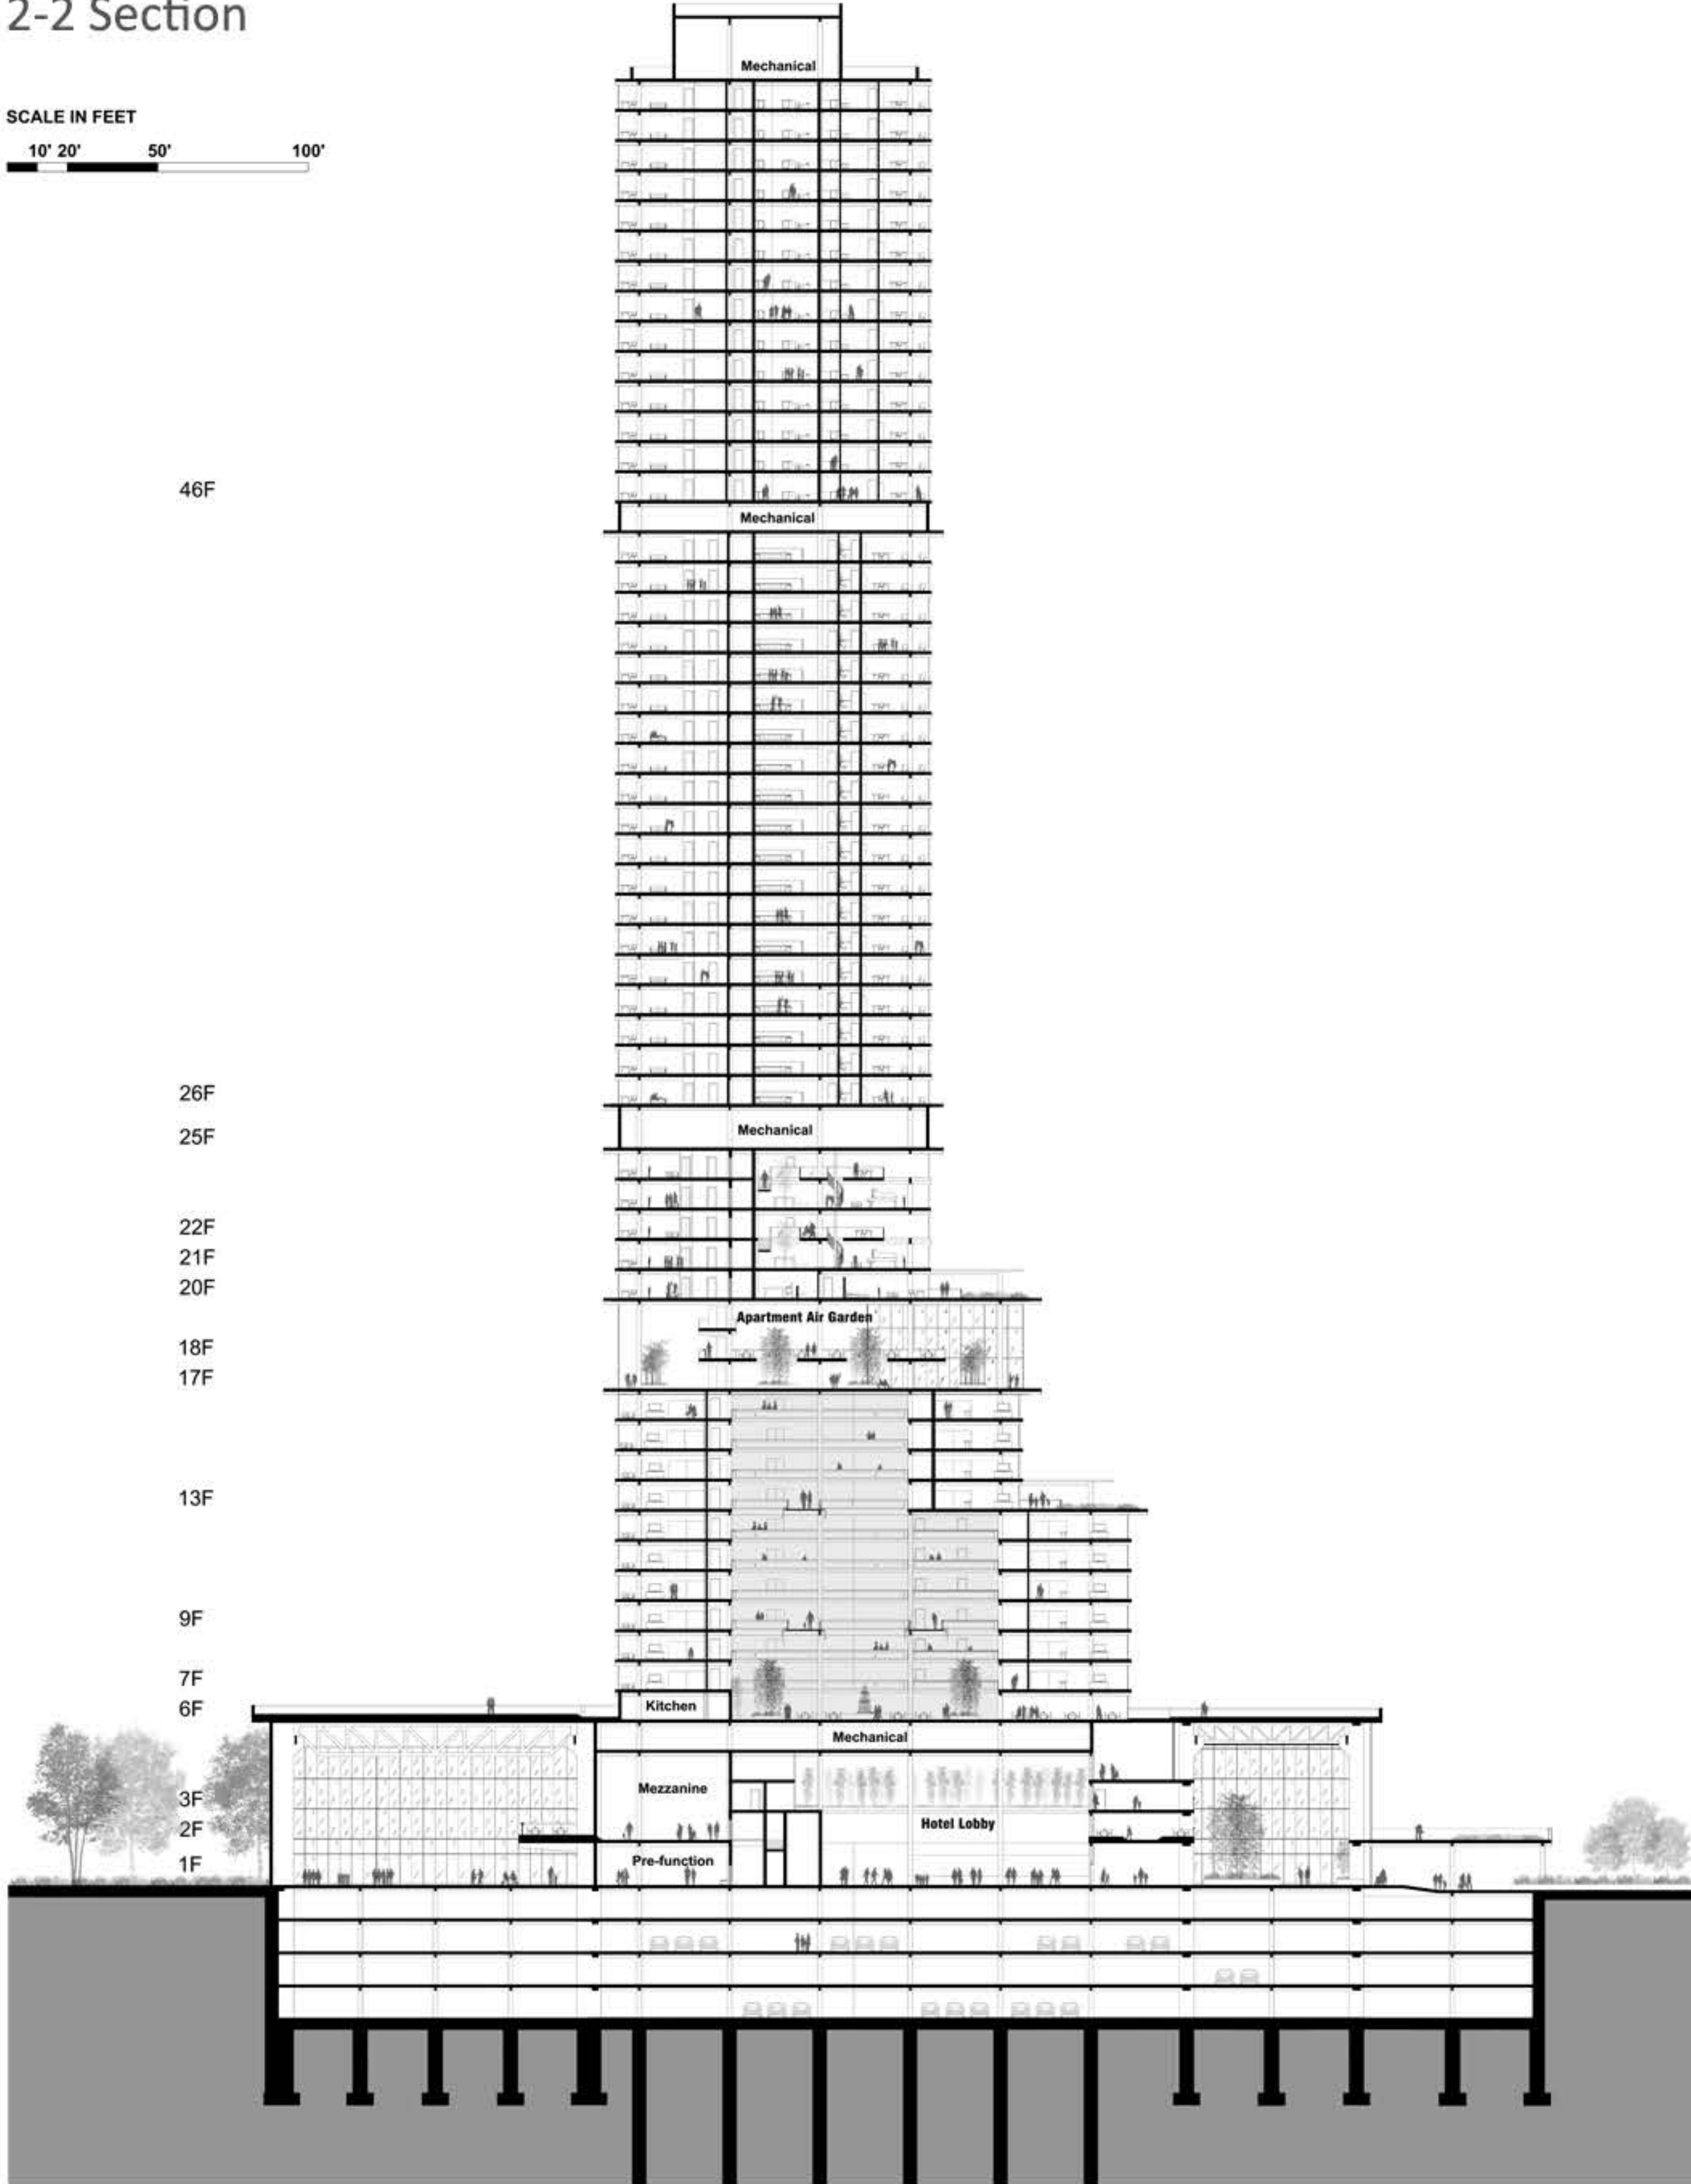 2-2 Section
SCALE IN FEET
10' 20' 50' 100'
Mechanical
46F
Mechanical
26F
25F
Mechanical
22F
21F
20F
Apartment Air Garden
18F
17F
13F
9F
7F
6F
Kitchen
Mechanical
Mezzanine
3F
2F
Hotel Lobby
1F
Pre-function